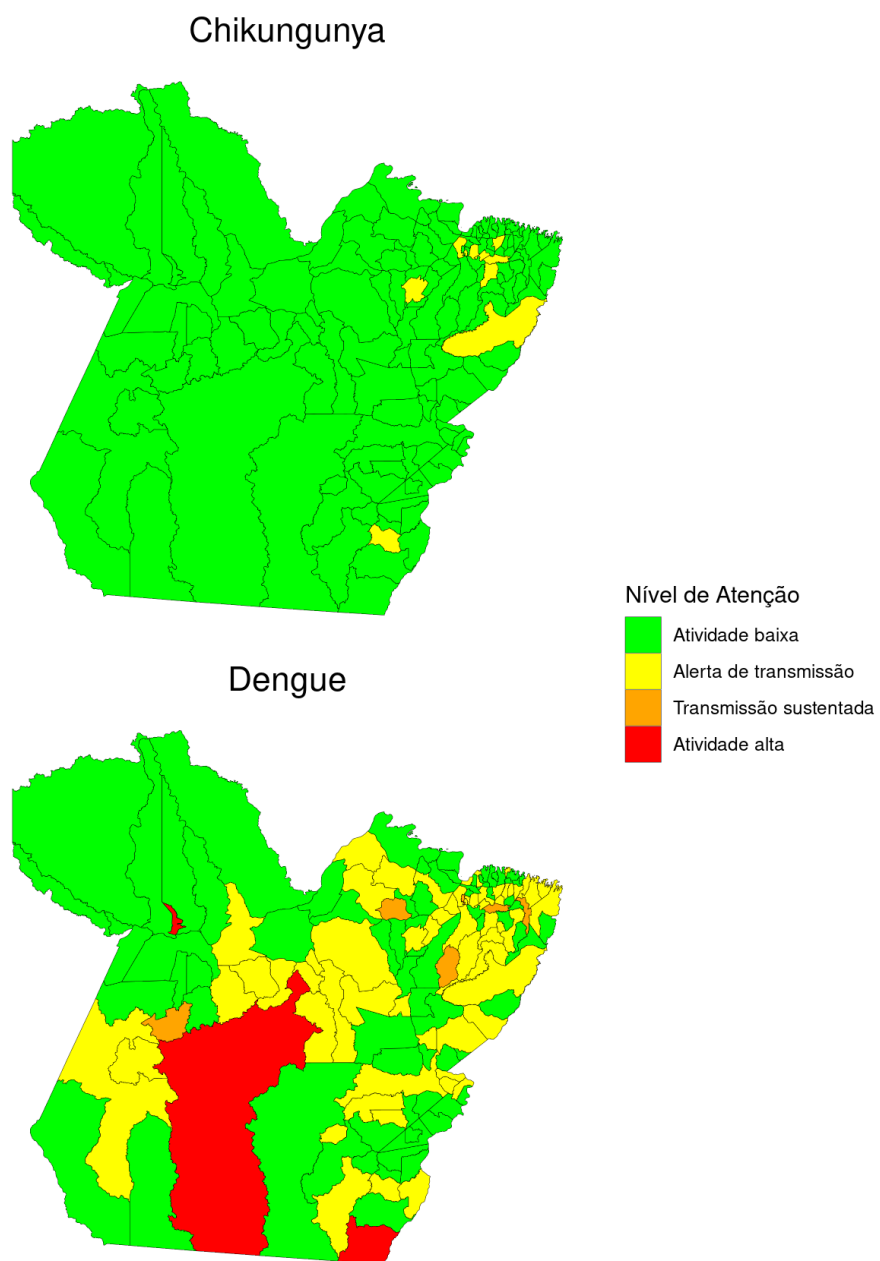 Chikungunya
Nível de Atenção
Atividade baixa
Alerta de transmissão
Transmissão sustentada
Atividade alta
Dengue